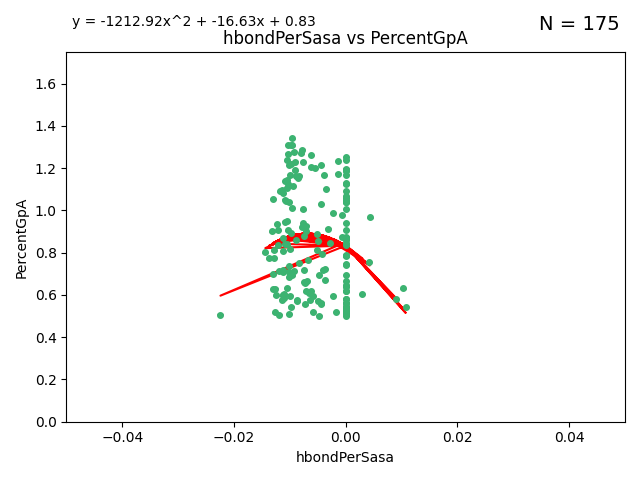 y = -1212.92x^2 + -16.63x + 0.83
N = 175
hbondPerSasa vs PercentGpA
1.6
1.4
1.2
1.0
0.8
0.6
0.4
0.2
0.0
PercentGpA
−0.04 −0.02 0.00 0.02 0.04
hbondPerSasa